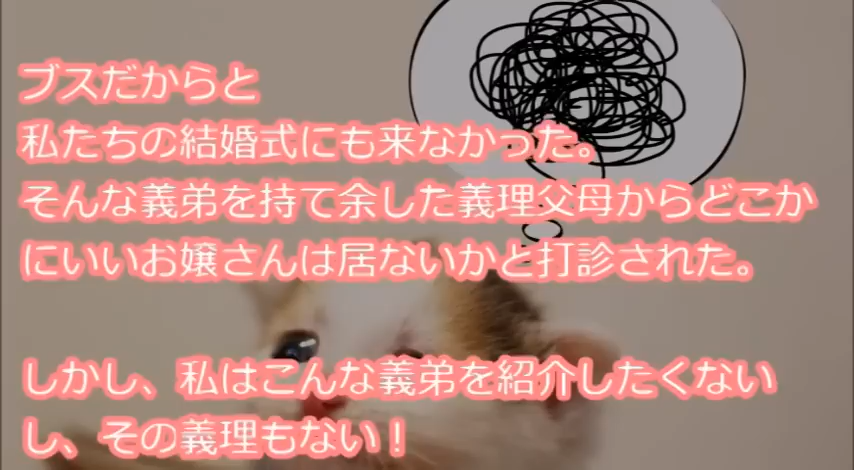 ブスだからと
私たちの結婚式にも来なかった。
そんな義弟を持て余した義理父母からどこか
にいいお嬢さんは居ないかと打診された。
しかし、私はこんな義弟を紹介したくない
し、その義理もない！